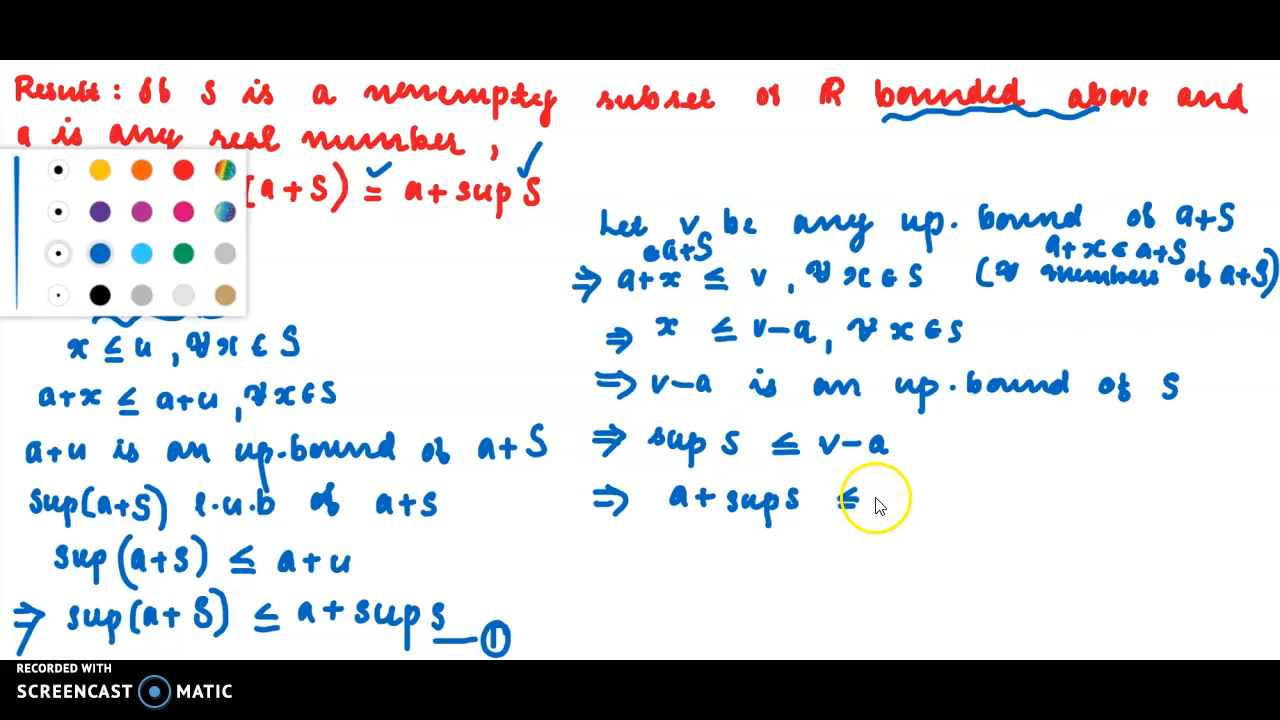 Result: If S is a nonempty subset of ℝ bounded above and
a is any real number,
(a+S) = a + sup S
x ≤ u, ∀ x ∈ S
a+x ≤ a+u, ∀ x ∈ S
a+u is an up. bound of a+S
sup(a+S) l.u.b of a+S
sup(a+S) ≤ a+u
⇒ sup(a+S) ≤ a + sup S — ①
Let v be any up. bound of a+S
∈ a+S a+x ∈ a+S
⇒ a+x ≤ v, ∀ x ∈ S (∀ numbers of a+S)
⇒ x ≤ v-a, ∀ x ∈ S
⇒ v-a is an up. bound of S
⇒ sup S ≤ v-a
⇒ a + sup S ≤
RECORDED WITH
SCREENCAST MATIC